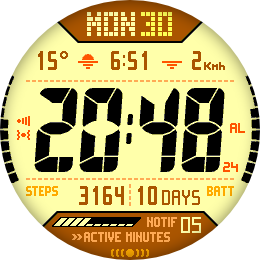 MON 30
15° 6:51 2 Kmh
20:48
AL
24
STEPS 3164 10 DAYS BATT
NOTIF 05
»ACTIVE MINUTES